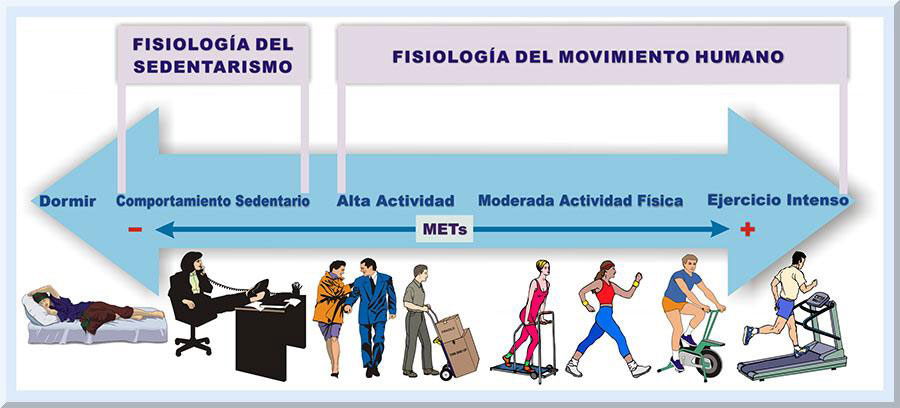 FISIOLOGÍA DEL
SEDENTARISMO
FISIOLOGÍA DEL MOVIMIENTO HUMANO
Dormir
Comportamiento Sedentario
Alta Actividad
Moderada Actividad Física
Ejercicio Intenso
-
METs
+